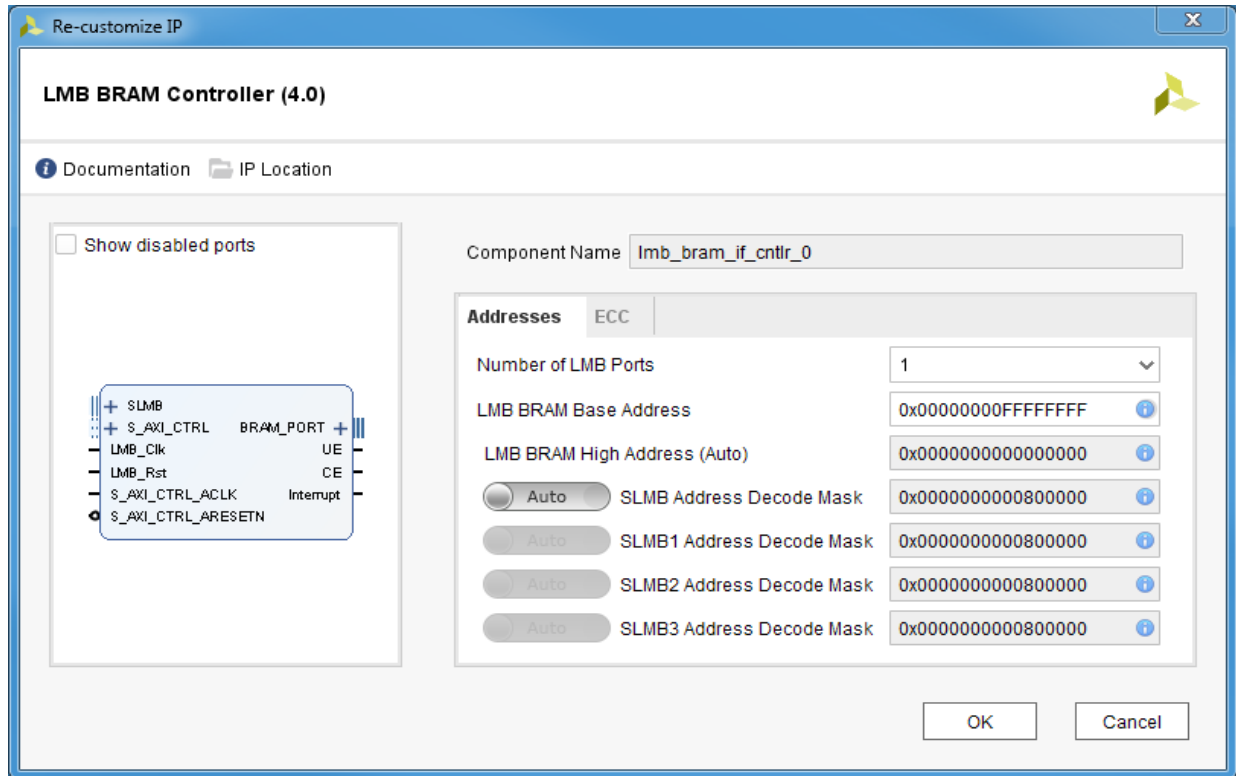 Re-customize IP
LMB BRAM Controller (4.0)
Documentation IP Location
Show disabled ports
SLMB
S_AXI_CTRL BRAM_PORT
LMB_Clk UE
LMB_Rst CE
S_AXI_CTRL_ACLK Interrupt
S_AXI_CTRL_ARESETN
Component Name lmb_bram_if_cntlr_0
Addresses ECC
Number of LMB Ports 1
LMB BRAM Base Address 0x00000000FFFFFFFF
LMB BRAM High Address (Auto) 0x0000000000000000
Auto SLMB Address Decode Mask 0x0000000000800000
Auto SLMB1 Address Decode Mask 0x0000000000800000
Auto SLMB2 Address Decode Mask 0x0000000000800000
Auto SLMB3 Address Decode Mask 0x0000000000800000
OK Cancel